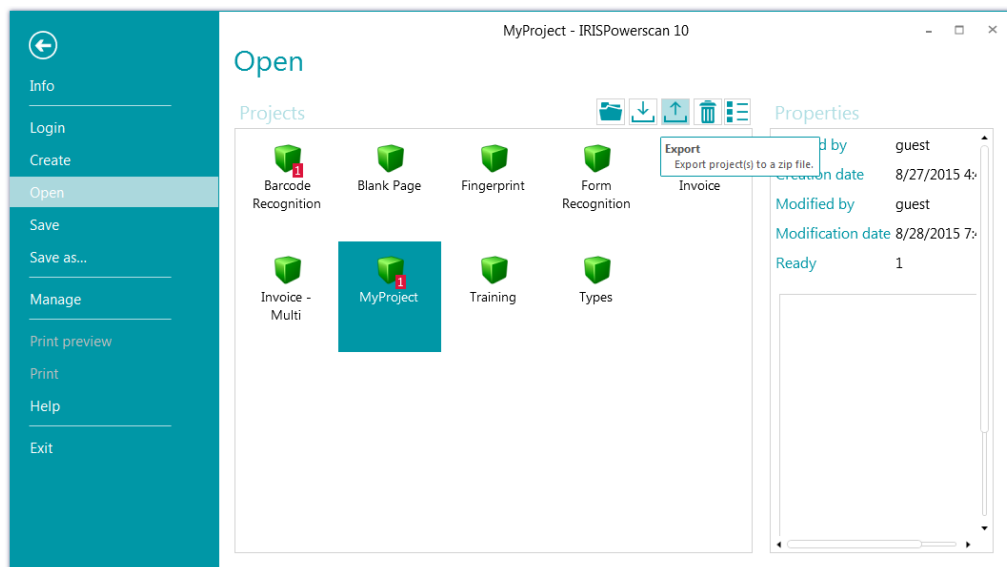 MyProject - IRISPowerscan 10
Info
Login
Create
Open
Save
Save as...
Manage
Print preview
Print
Help
Exit
Open
Projects
Export
Export project(s) to a zip file.
1
Barcode
Recognition
Blank Page
Fingerprint
Form
Recognition
Invoice
Invoice -
Multi
1
MyProject
Training
Types
Properties
d by guest
Creation date 8/27/2015 4:
Modified by guest
Modification date 8/28/2015 7:
Ready 1